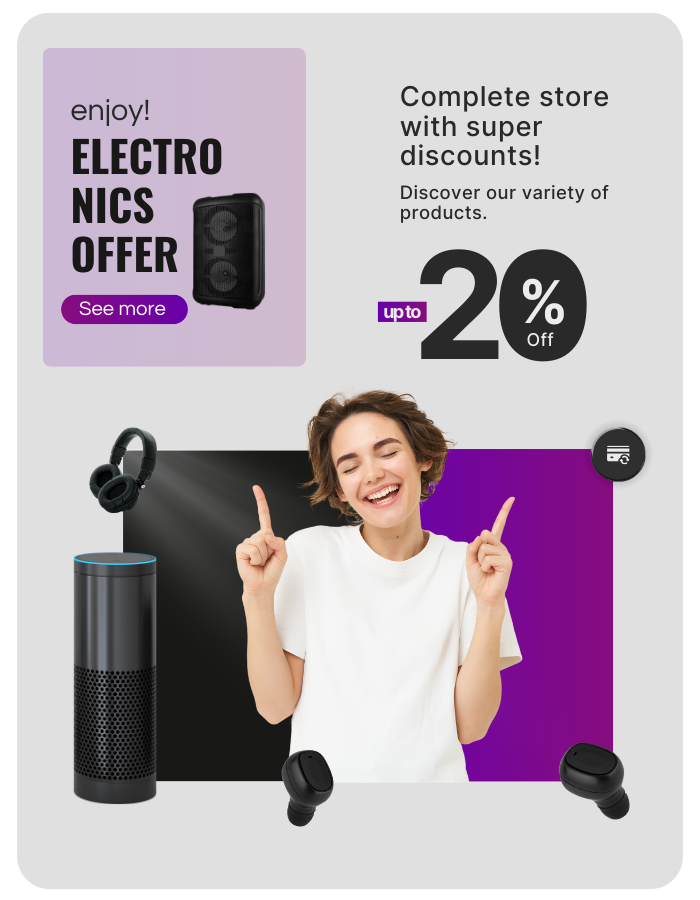 enjoy!
ELECTRO
NICS
OFFER
See more
Complete store
with super
discounts!
Discover our variety of
products.
up to
20%
Off